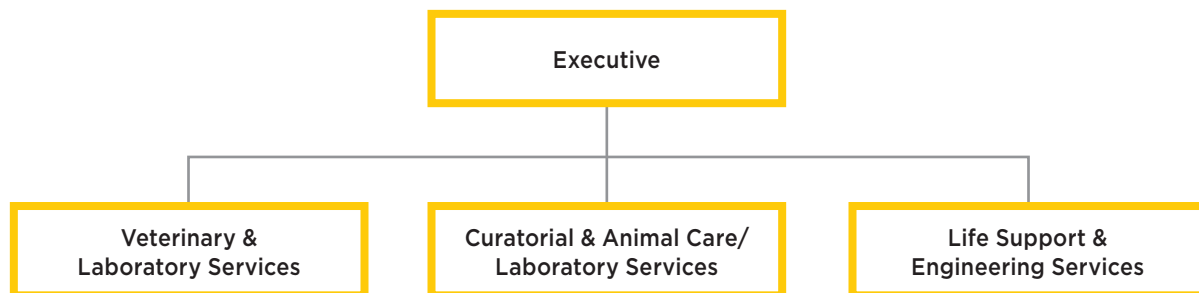 Executive
Veterinary &
Laboratory Services
Curatorial & Animal Care/
Laboratory Services
Life Support &
Engineering Services